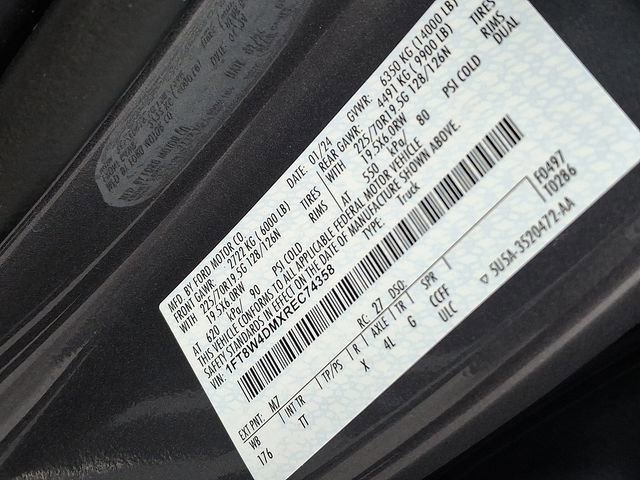 MFD. BY FORD MOTOR CO.
DATE: 01/24 GVWR: 6350 KG (14000 LB)
FRONT GAWR: 2722 KG (6000 LB) REAR GAWR: 4491 KG (9900 LB)
WITH 225/70R19.5G 128/126N TIRES WITH 225/70R19.5G 128/126N TIRES
19.5X6.0RW RIMS 19.5X6.0RW RIMS
AT 620 kPa/ 90 PSI COLD AT 550 kPa/ 80 PSI COLD DUAL
THIS VEHICLE CONFORMS TO ALL APPLICABLE FEDERAL MOTOR VEHICLE
SAFETY STANDARDS IN EFFECT ON THE DATE OF MANUFACTURE SHOWN ABOVE.
VIN: 1FT8W4DMXREC74358 TYPE: Truck
F0497
T0286
EXT PNT: M7 RC: 27 DSO:
WB INT TR TP/PS R AXLE TR SPR
176 TI X 4L G CCFF
ULC
▽ 5USA-3520472-AA